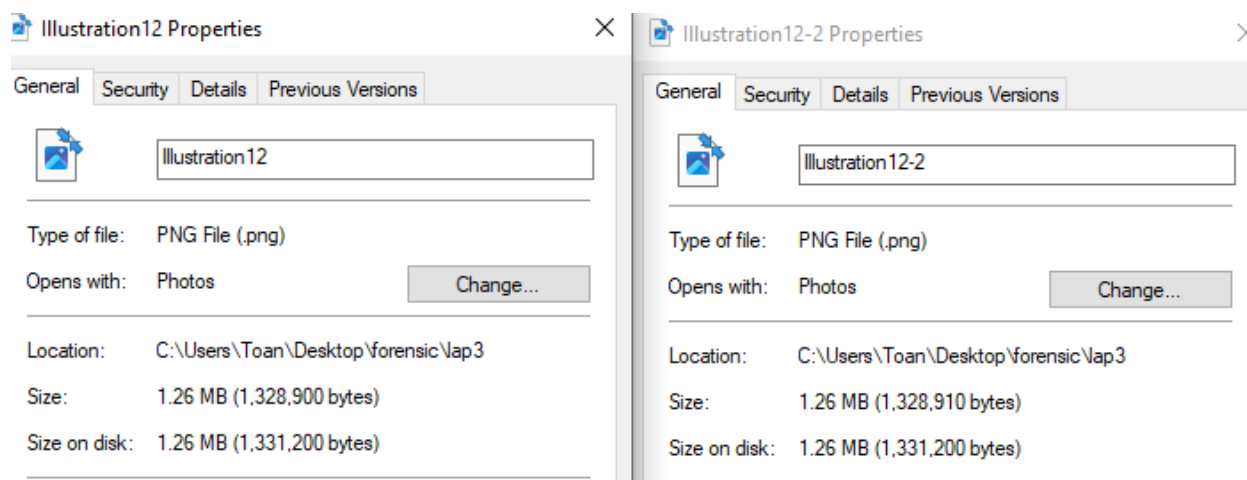 Illustration12 Properties
General Security Details Previous Versions
Illustration12
Type of file: PNG File (.png)
Opens with: Photos Change...
Location: C:\Users\Toan\Desktop\forensic\lap3
Size: 1.26 MB (1,328,900 bytes)
Size on disk: 1.26 MB (1,331,200 bytes)
Illustration12-2 Properties
General Security Details Previous Versions
Illustration12-2
Type of file: PNG File (.png)
Opens with: Photos Change...
Location: C:\Users\Toan\Desktop\forensic\lap3
Size: 1.26 MB (1,328,910 bytes)
Size on disk: 1.26 MB (1,331,200 bytes)